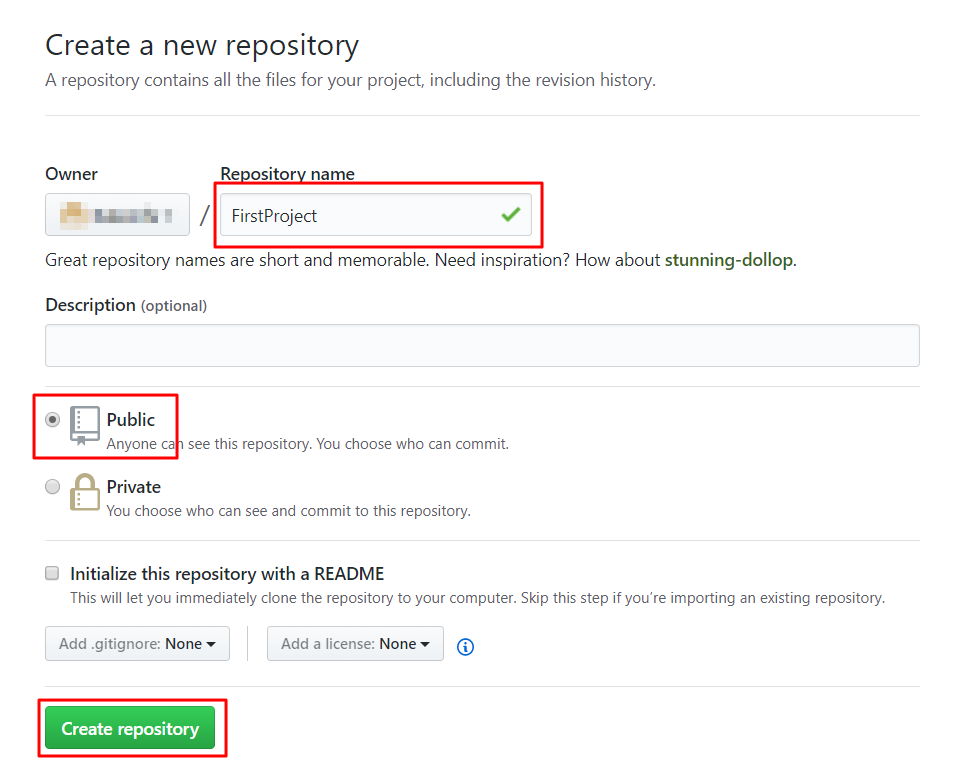 Create a new repository
A repository contains all the files for your project, including the revision history.
Owner
Repository name
/
FirstProject
Great repository names are short and memorable. Need inspiration? How about stunning-dollop.
Description (optional)
Public
Anyone can see this repository. You choose who can commit.
Private
You choose who can see and commit to this repository.
Initialize this repository with a README
This will let you immediately clone the repository to your computer. Skip this step if you’re importing an existing repository.
Add .gitignore: None
Add a license: None
Create repository